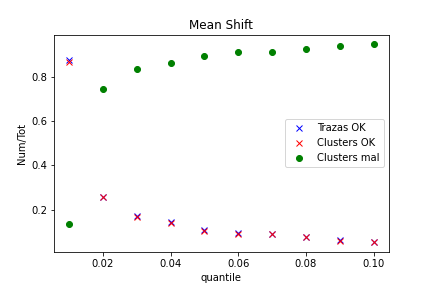 Mean Shift
Num/Tot
0.8
0.6
0.4
0.2
Trazas OK
Clusters OK
Clusters mal
0.02 0.04 0.06 0.08 0.10
quantile